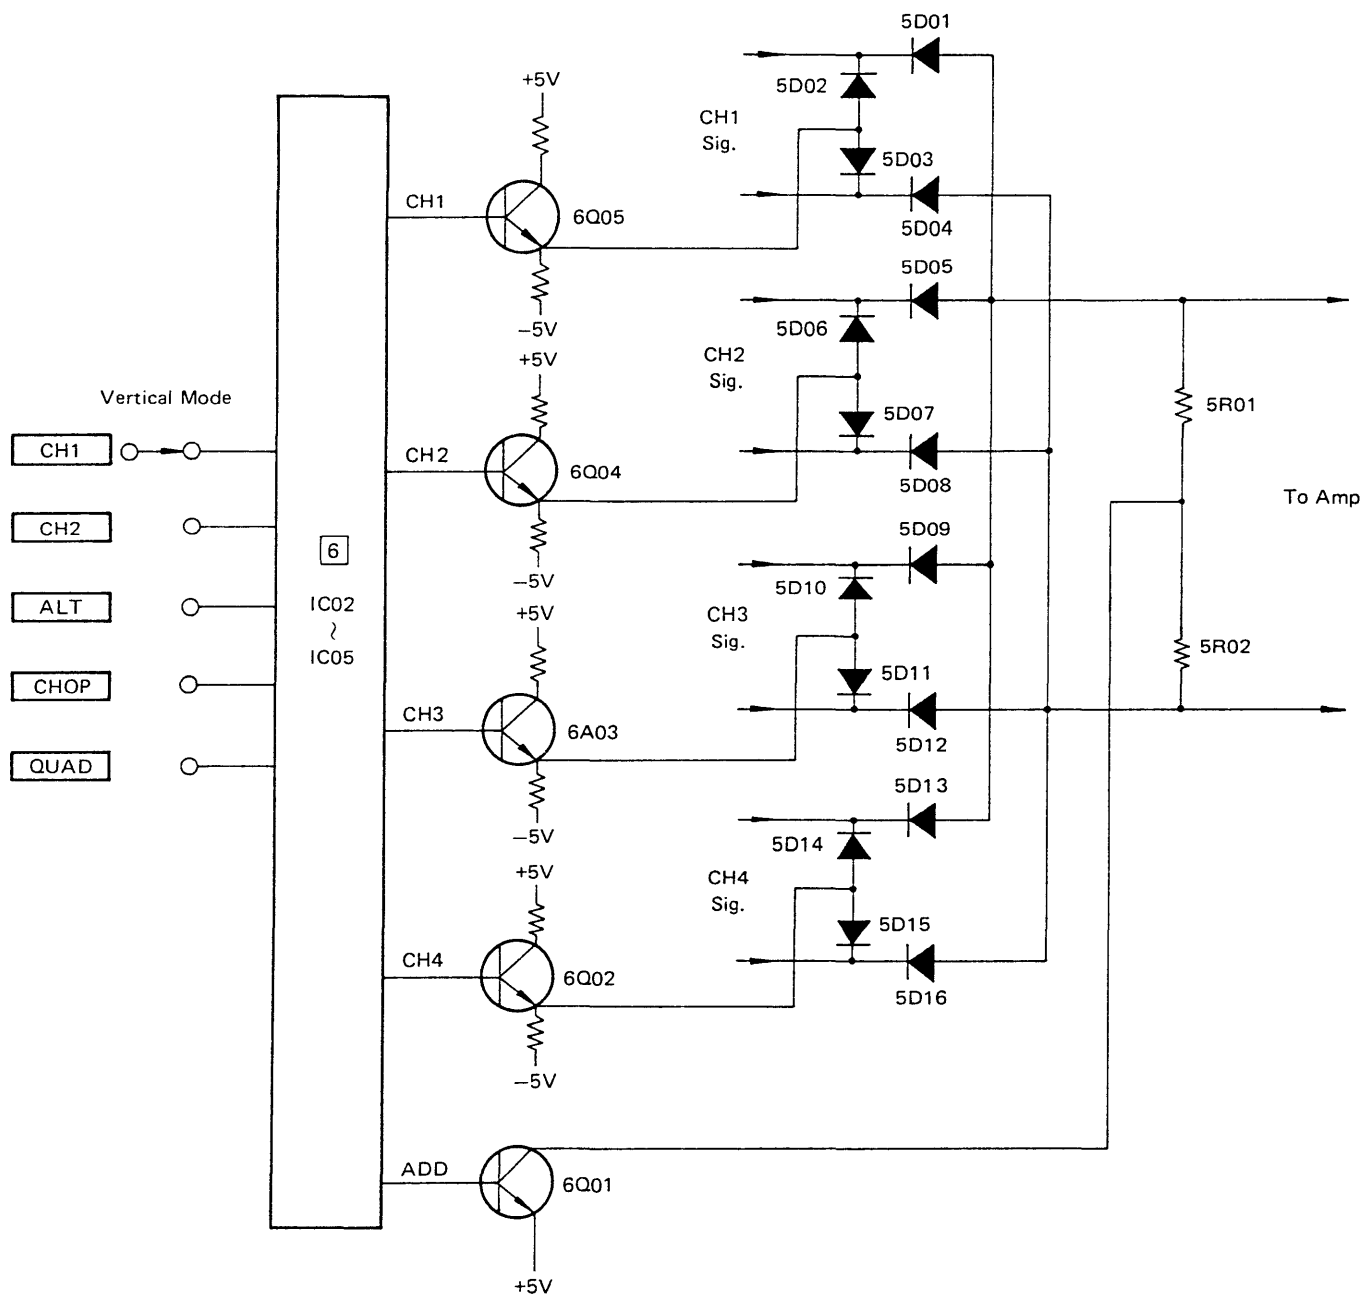 5D01
+5V
5D02
CH1
Sig.
5D03
CH1
6Q05
5D04
5D05
-5V
+5V
5D06
CH2
Sig.
Vertical Mode
5D07
5R01
CH1
CH2
6Q04
5D08
To Amp
CH2
5D09
6
-5V
5D10
ALT
IC02
~
IC05
+5V
CH3
Sig.
5R02
CHOP
5D11
CH3
6A03
5D12
QUAD
5D13
-5V
5D14
+5V
CH4
Sig.
5D15
CH4
6Q02
5D16
-5V
ADD
6Q01
+5V